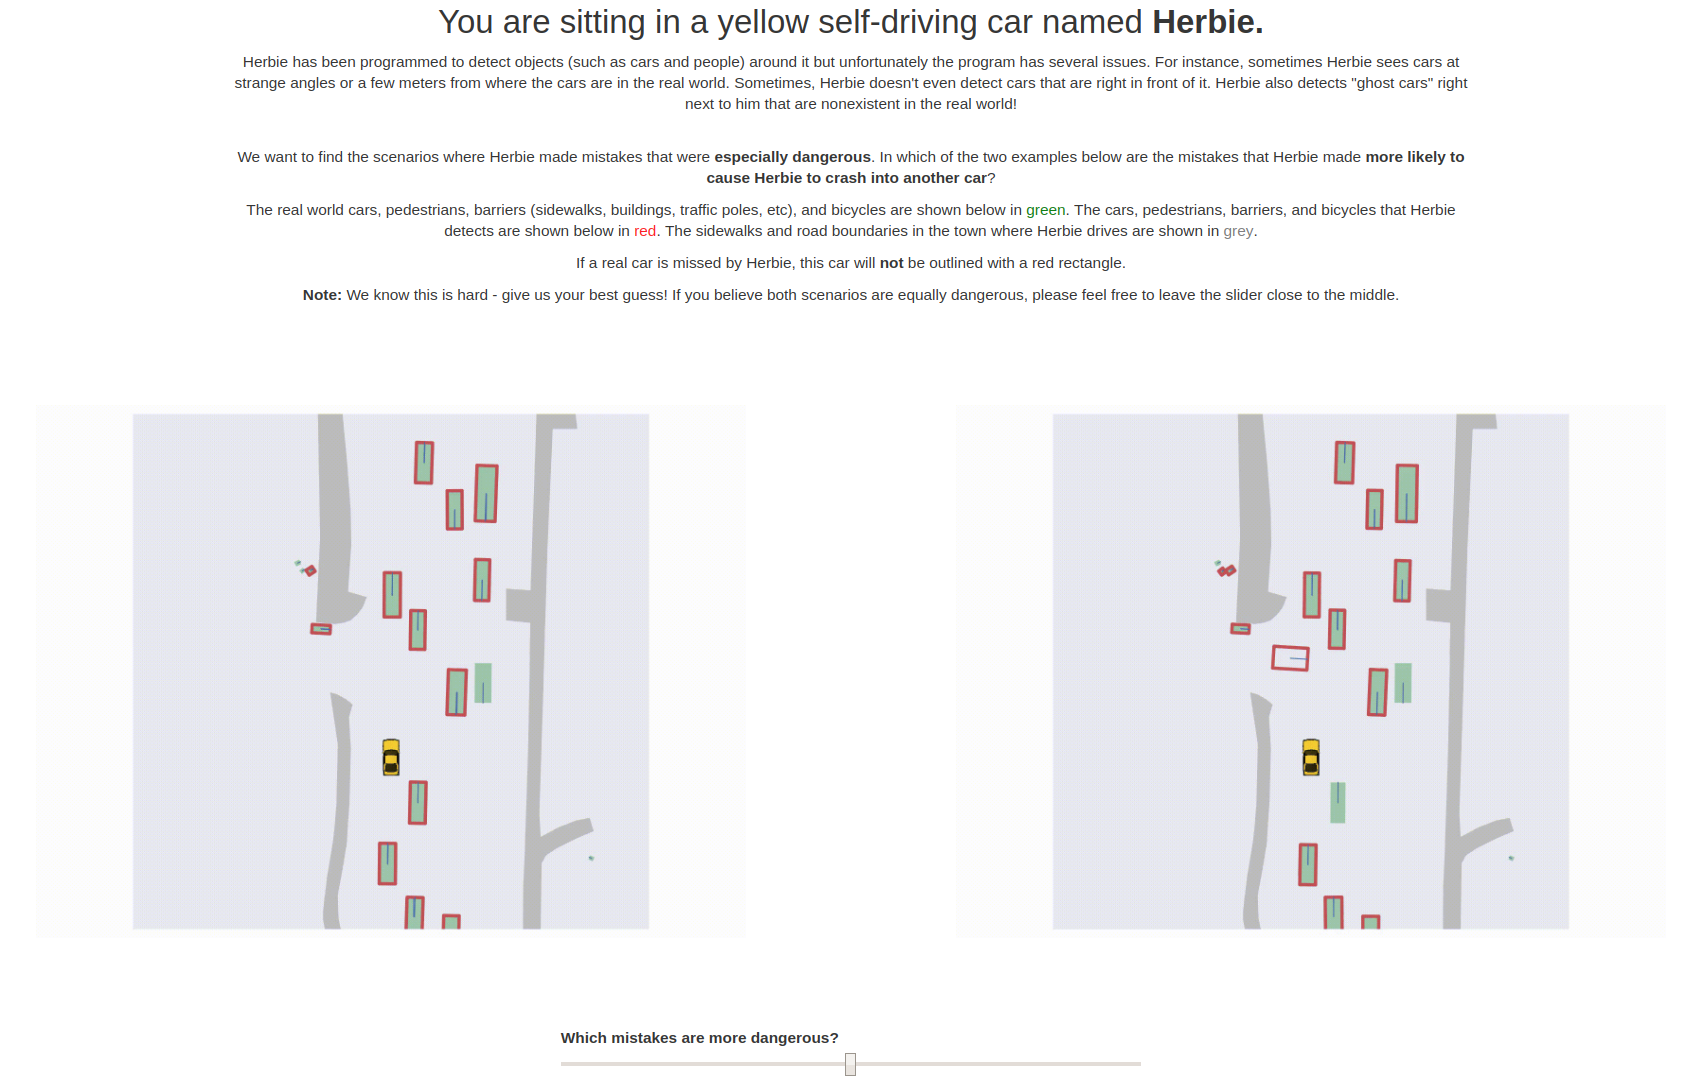 You are sitting in a yellow self-driving car named Herbie.
Herbie has been programmed to detect objects (such as cars and people) around it but unfortunately the program has several issues. For instance, sometimes Herbie sees cars at
strange angles or a few meters from where the cars are in the real world. Sometimes, Herbie doesn't even detect cars that are right in front of it. Herbie also detects "ghost cars" right
next to him that are nonexistent in the real world!
We want to find the scenarios where Herbie made mistakes that were especially dangerous. In which of the two examples below are the mistakes that Herbie made more likely to
cause Herbie to crash into another car?
The real world cars, pedestrians, barriers (sidewalks, buildings, traffic poles, etc), and bicycles are shown below in green. The cars, pedestrians, barriers, and bicycles that Herbie
detects are shown below in red. The sidewalks and road boundaries in the town where Herbie drives are shown in grey.
If a real car is missed by Herbie, this car will not be outlined with a red rectangle.
Note: We know this is hard - give us your best guess! If you believe both scenarios are equally dangerous, please feel free to leave the slider close to the middle.
Which mistakes are more dangerous?